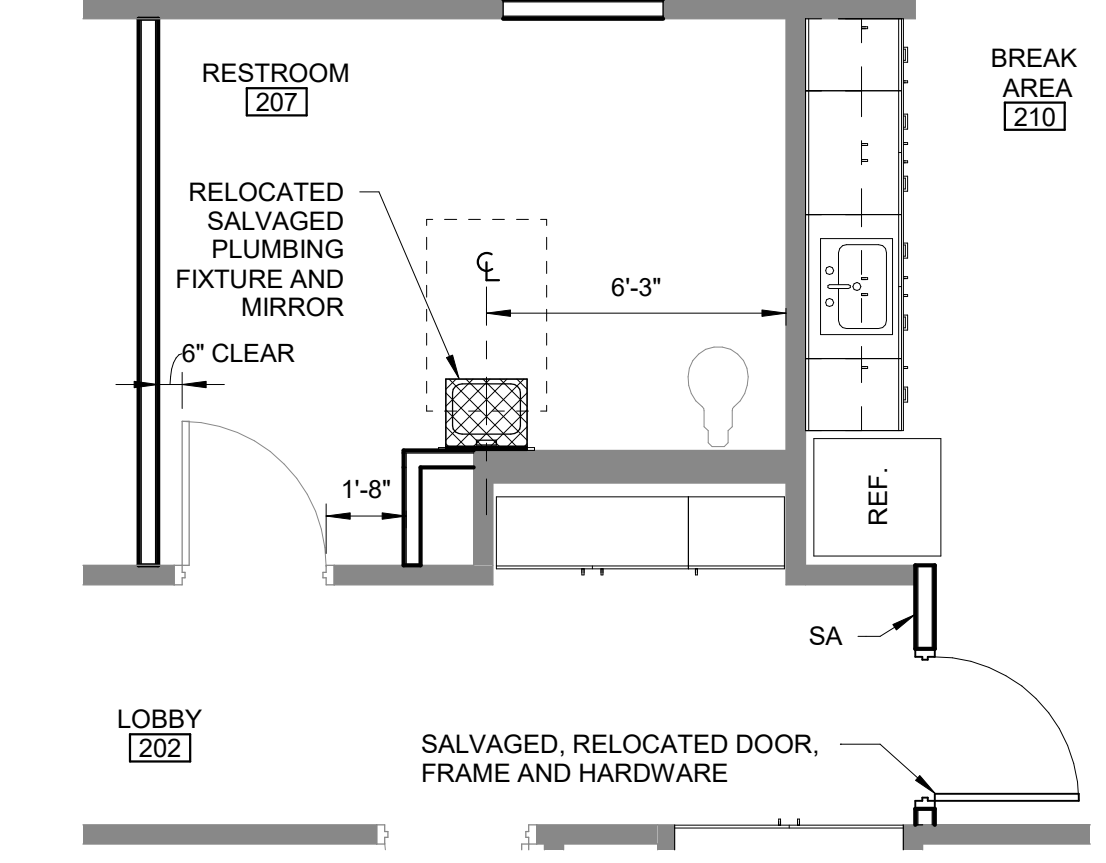 RESTROOM
207
BREAK
AREA
210
RELOCATED
SALVAGED
PLUMBING
FIXTURE AND
MIRROR
℄
6'-3"
6" CLEAR
1'-8"
REF.
SA
LOBBY
202
SALVAGED, RELOCATED DOOR,
FRAME AND HARDWARE